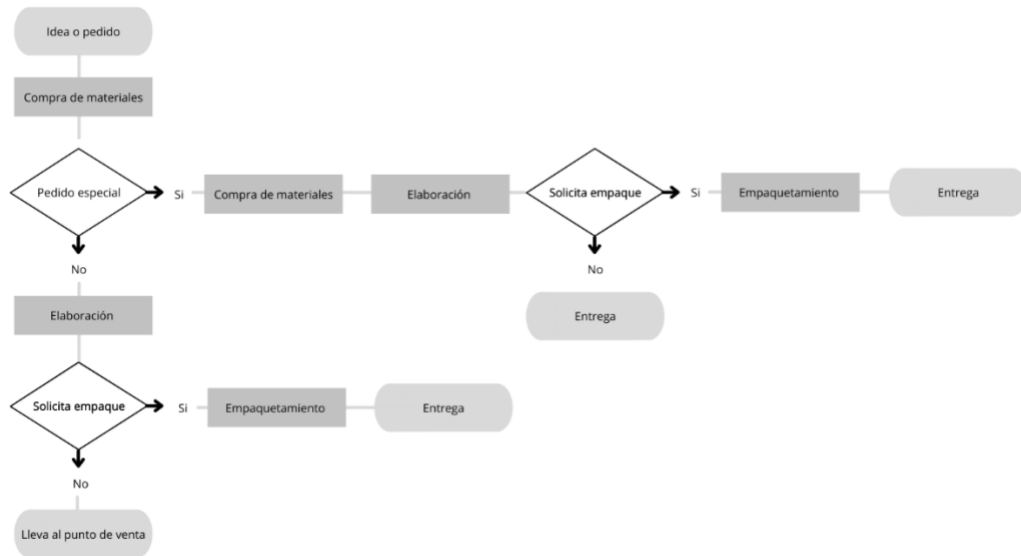 Idea o pedido
Compra de materiales
Pedido especial
Si
Compra de materiales
Elaboración
Solicita empaque
Si
Empaquetamiento
Entrega
No
No
Elaboración
Entrega
Solicita empaque
Si
Empaquetamiento
Entrega
No
Lleva al punto de venta